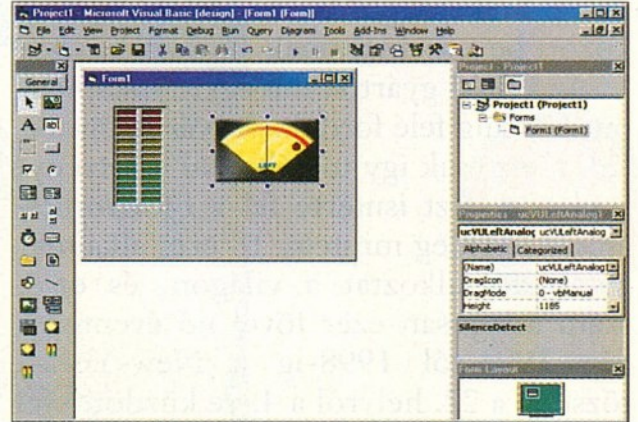 Project1 - Microsoft Visual Basic [design] - [Form1 (Form)]
File Edit View Project Format Debug Run Query Diagram Tools Add-Ins Window Help
General
A
ab|
Form1
LEFT
Project - Project1
Project1 (Project1)
Forms
Form1 (Form1)
Properties - ucVULeftAnalog1
ucVULeftAnalog ucVULeftAnalog
Alphabetic Categorized
(Name) ucVULeftAnalog
DragIcon (None)
DragMode 0 - vbManual
Height 1185
SilenceDetect
Form Layout